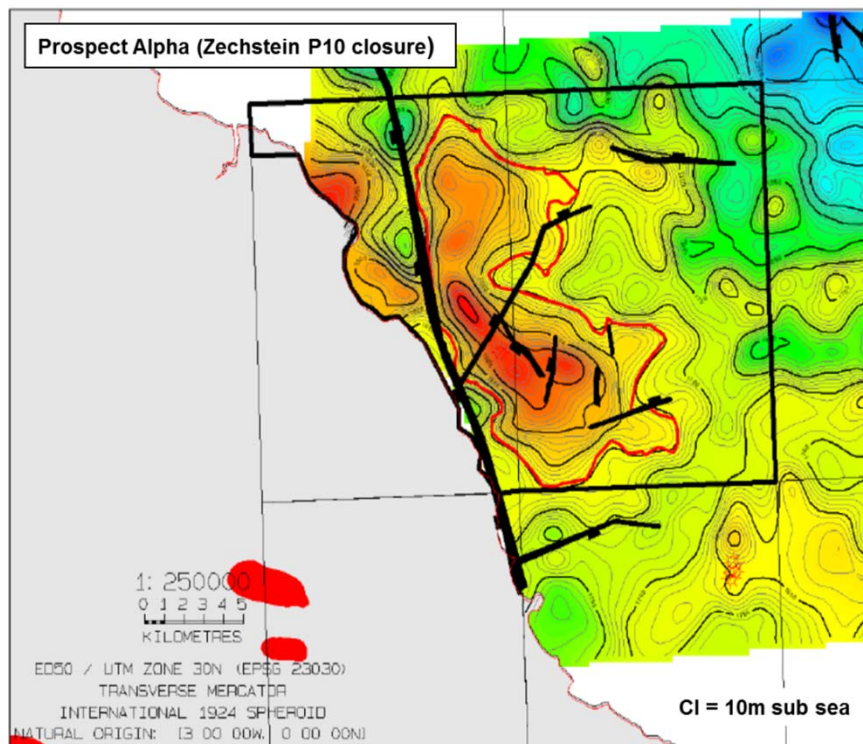 Prospect Alpha (Zechstein P10 closure)
1: 250000
0 1 2 3 4 5
KILOMETRES
ED50 / UTM ZONE 30N (EPSG 23030)
TRANSVERSE MERCATOR
INTERNATIONAL 1924 SPHEROID
NATURAL ORIGIN: (3 00 00W, 0 00 00N)
CI = 10m sub sea